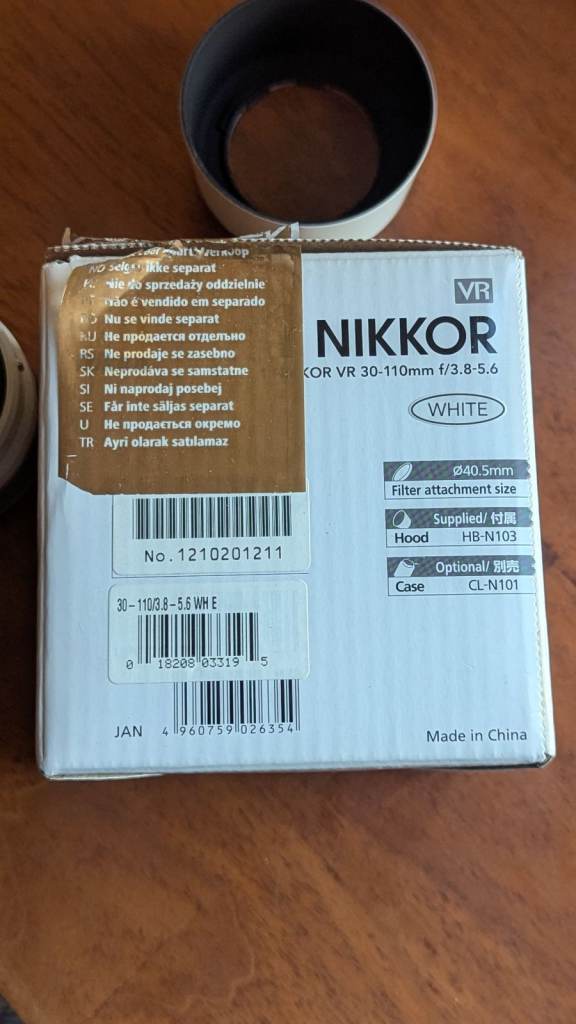 verkoop
NO Selges ikke separat
nie do sprzedaży oddzielnie
Não é vendido em separado
Nu se vinde separat
RU Не продается отдельно
RS Ne prodaje se zasebno
SK Neprodáva se samstatne
SI Ni naprodaj posebej
SE Får inte säljas separat
U Не продається окремо
TR Ayri olarak satılamaz
VR
NIKKOR
KOR VR 30-110mm f/3.8-5.6
WHITE
Ø40.5mm
Filter attachment size
Supplied/ 付属
Hood HB-N103
Optional/ 別売
Case CL-N101
No. 1210201211
30-110/3.8-5.6 WH E
0 18208 03319 5
JAN 4 960759 026354
Made in China